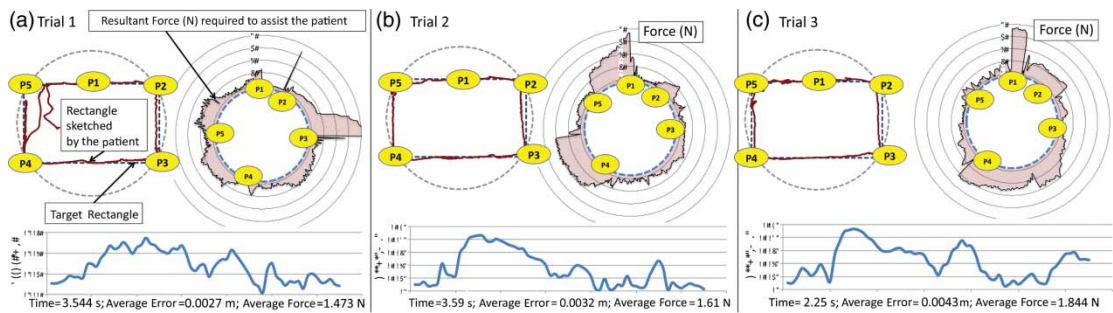 (a) Trial 1
Resultant Force (N) required to assist the patient
P5
P1
P2
Rectangle
sketched
by the patient
P4
P3
Target Rectangle
P1
P2
P5
P3
P4
Time=3.544 s; Average Error=0.0027 m; Average Force=1.473 N
(b) Trial 2
Force (N)
P5
P1
P2
P4
P3
P1
P2
P5
P3
P4
Time=3.59 s; Average Error= 0.0032 m; Average Force=1.61 N
(c) Trial 3
Force (N)
P5
P1
P2
P4
P3
P1
P2
P5
P3
P4
Time= 2.25 s; Average Error= 0.0043m; Average Force=1.844 N